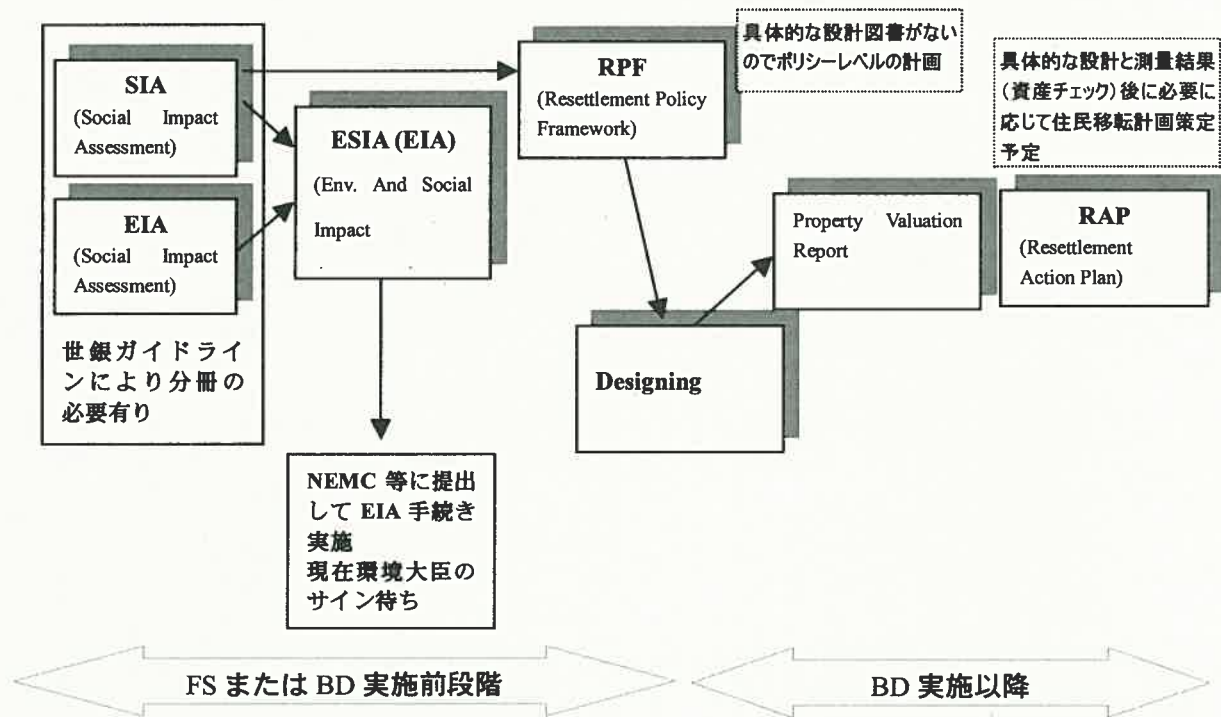 SIA
(Social Impact
Assessment)
EIA
(Social Impact
Assessment)
世銀ガイドライ
ンにより分冊の
必要有り
ESIA (EIA)
(Env. And Social
Impact
NEMC 等に提出
して EIA 手続き
実施
現在環境大臣の
サイン待ち
RPF
(Resettlement Policy
Framework)
具体的な設計図書がない
のでポリシーレベルの計画
Designing
Property Valuation
Report
具体的な設計と測量結果
(資産チェック)後に必要に
応じて住民移転計画策定
予定
RAP
(Resettlement
Action Plan)
FS または BD 実施前段階
BD 実施以降